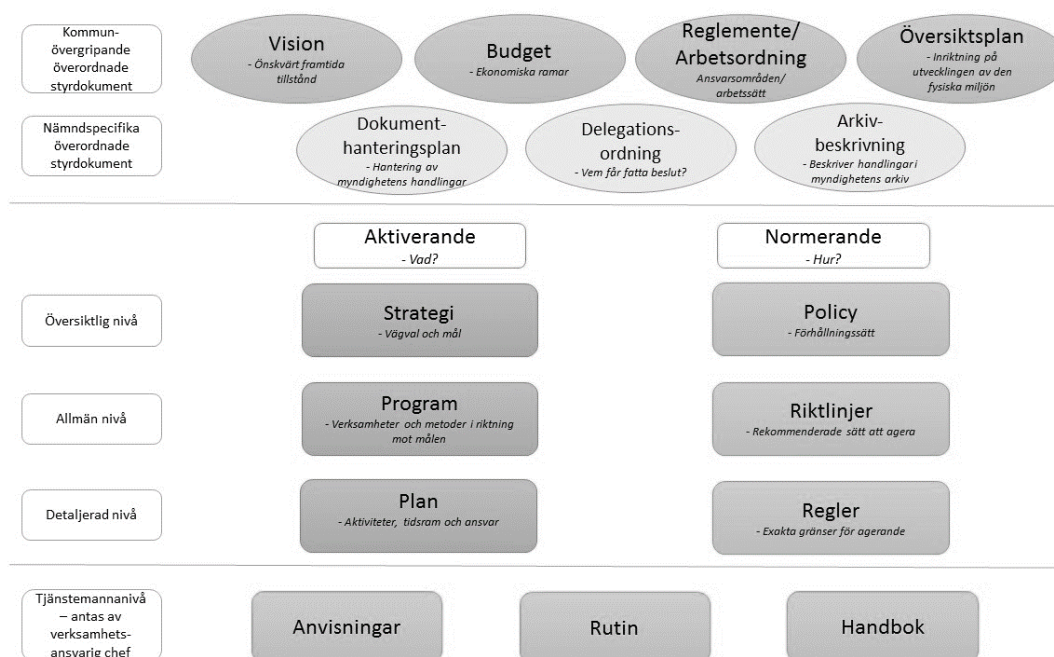 Kommun-
övergripande
överordnade
styrdokument
Vision
- Önskvärt framtida
tillstånd
Budget
- Ekonomiska ramar
Reglemente/
Arbetsordning
Ansvarsområden/
arbetssätt
Översiktsplan
- Inriktning på
utvecklingen av den
fysiska miljön
Nämndspecifika
överordnade
styrdokument
Dokument-
hanteringsplan
- Hantering av
myndighetens handlingar
Delegations-
ordning
- Vem får fatta beslut?
Arkiv-
beskrivning
- Beskriver handlingar i
myndighetens arkiv
Aktiverande
- Vad?
Normerande
- Hur?
Översiktlig nivå
Strategi
- Vägval och mål
Policy
- Förhållningssätt
Allmän nivå
Program
- Verksamheter och metoder i riktning
mot målen
Riktlinjer
- Rekommenderade sätt att agera
Detaljerad nivå
Plan
- Aktiviteter, tidsram och ansvar
Regler
- Exakta gränser för agerande
Tjänstemannanivå
– antas av
verksamhets-
ansvarig chef
Anvisningar
Rutin
Handbok